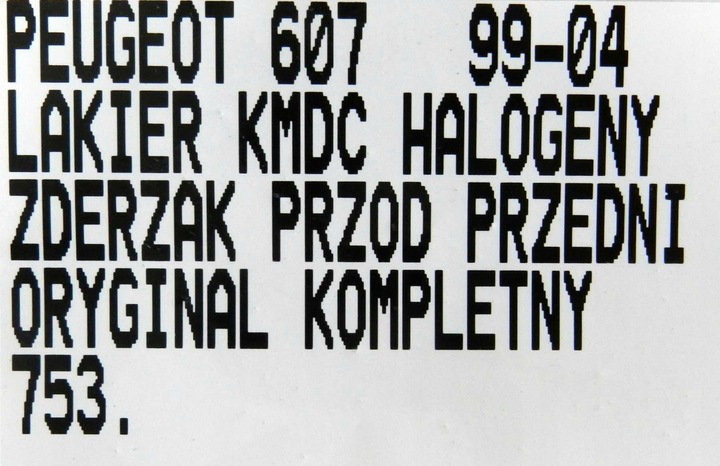 PEUGEOT 607 99-04
LAKIER KMDC HALOGENY
ZDERZAK PRZOD PRZEDNI
ORYGINAL KOMPLETNY
753.